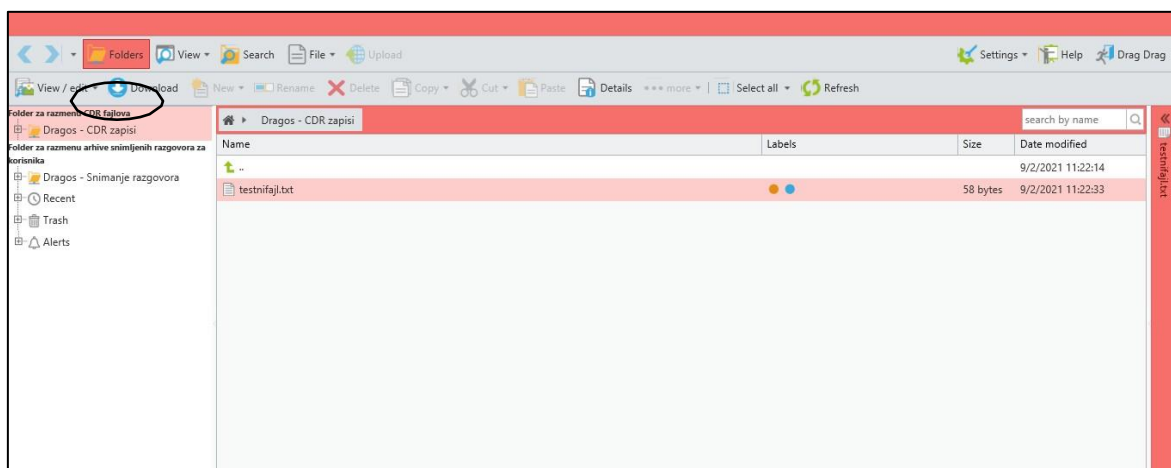 Folders View Search File Upload Settings Help Drag Drag
View / edit Download New Rename Delete Copy Cut Paste Details more Select all Refresh
Folder za razmenu CDR fajlova
Dragos - CDR zapisi
Folder za razmenu arhive snimljenih razgovora za
korisnika
Dragos - Snimanje razgovora
Recent
Trash
Alerts
Dragos - CDR zapisi search by name
Name Labels Size Date modified
.. 9/2/2021 11:22:14
testnifajl.txt 58 bytes 9/2/2021 11:22:33
testnifajl.txt